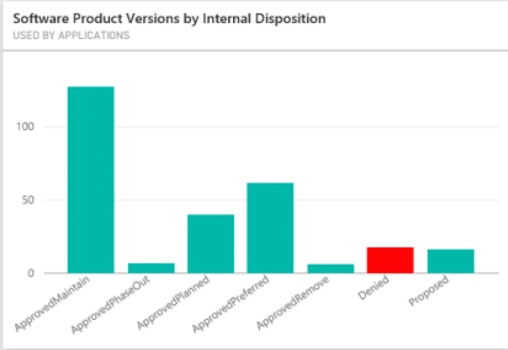 Software Product Versions by Internal Disposition
USED BY APPLICATIONS
100
50
0
ApprovedMaintain
ApprovedPhaseOut
ApprovedPlanned
ApprovedPreferred
ApprovedRemove
Denied
Proposed